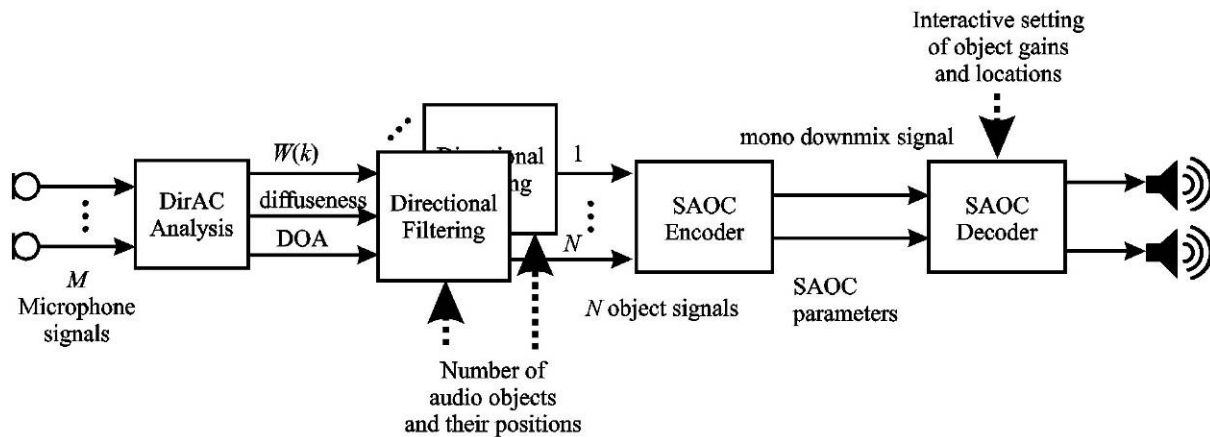 Interactive setting
of object gains
and locations
mono downmix signal
W(k)
diffuseness
DOA
DirAC
Analysis
Directional
Filtering
1
N
SAOC
Encoder
SAOC
Decoder
M
Microphone
signals
N object signals
SAOC
parameters
Number of
audio objects
and their positions